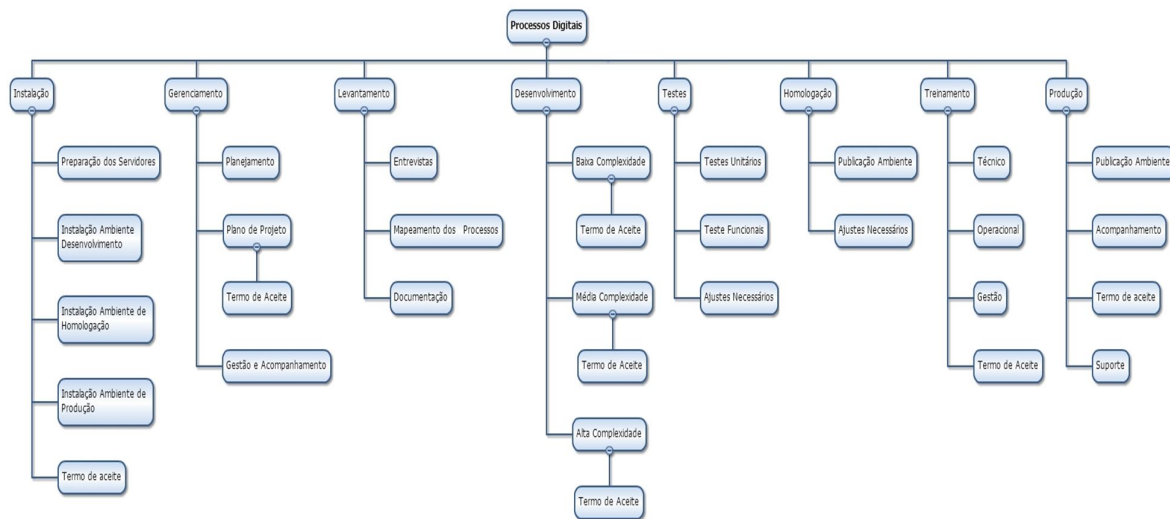 Processos Digitais
Instalação
Preparação dos Servidores
Instalação Ambiente
Desenvolvimento
Instalação Ambiente de
Homologação
Instalação Ambiente de
Produção
Termo de aceite
Gerenciamento
Planejamento
Plano de Projeto
Termo de Aceite
Gestão e Acompanhamento
Levantamento
Entrevistas
Mapeamento dos Processos
Documentação
Desenvolvimento
Baixa Complexidade
Termo de Aceite
Média Complexidade
Termo de Aceite
Alta Complexidade
Termo de Aceite
Testes
Testes Unitários
Teste Funcionais
Ajustes Necessários
Homologação
Publicação Ambiente
Ajustes Necessários
Treinamento
Técnico
Operacional
Gestão
Termo de Aceite
Produção
Publicação Ambiente
Acompanhamento
Termo de aceite
Suporte